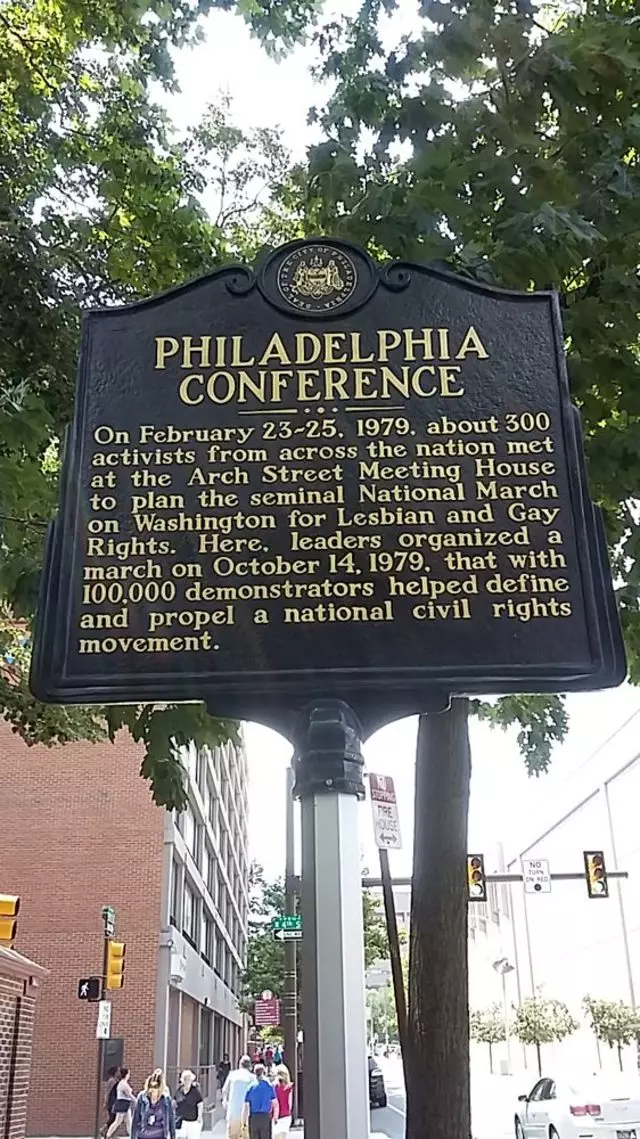 PHILADELPHIA
CONFERENCE
On February 23-25, 1979, about 300
activists from across the nation met
at the Arch Street Meeting House
to plan the seminal National March
on Washington for Lesbian and Gay
Rights. Here, leaders organized a
march on October 14, 1979, that with
100,000 demonstrators helped define
and propel a national civil rights
movement.
NO
STOPPING
FIRE
HOUSE
NO
TURN
ON RED